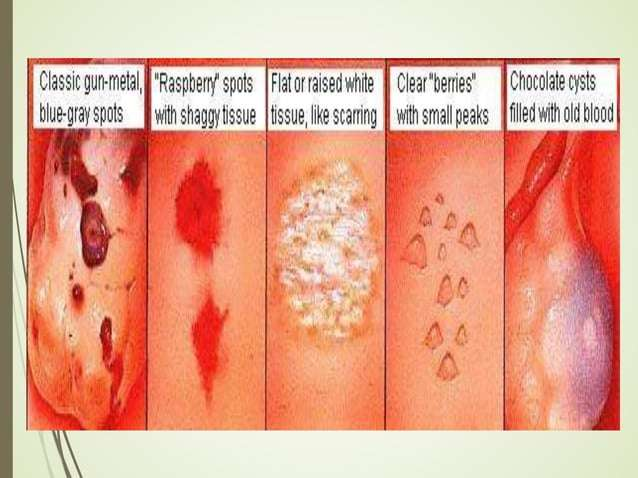 Classic gun-metal,
blue-gray spots
"Raspberry" spots
with shaggy tissue
Flat or raised white
tissue, like scarring
Clear "berries"
with small peaks
Chocolate cysts
filled with old blood